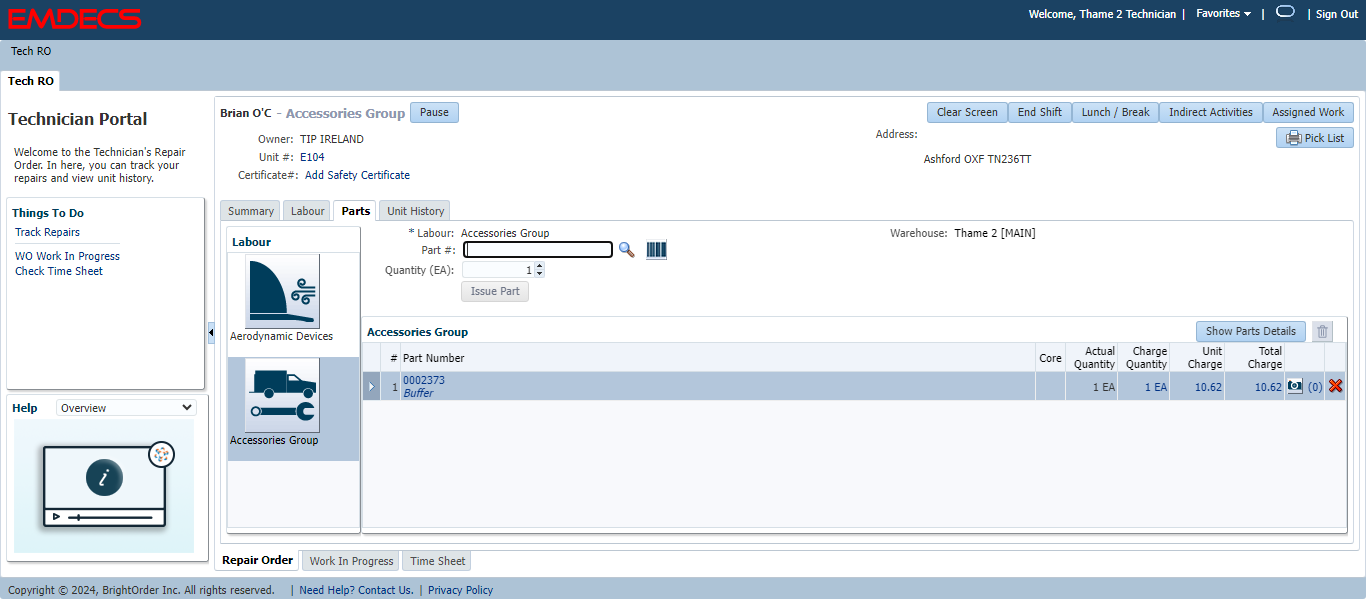 EMDECS
Welcome, Thame 2 Technician | Favorites | | Sign Out
Tech RO
Tech RO
Technician Portal
Welcome to the Technician's Repair
Order. In here, you can track your
repairs and view unit history.
Things To Do
Track Repairs
WO Work In Progress
Check Time Sheet
Help Overview
i
Brian O'C - Accessories Group Pause
Clear Screen End Shift Lunch / Break Indirect Activities Assigned Work
Pick List
Owner: TIP IRELAND
Unit #: E104
Certificate#: Add Safety Certificate
Address:
Ashford OXF TN236TT
Summary Labour Parts Unit History
Labour
Aerodynamic Devices
Accessories Group
* Labour: Accessories Group
Part #:
Quantity (EA): 1
Issue Part
Warehouse: Thame 2 [MAIN]
Accessories Group Show Parts Details
# Part Number Core Actual Quantity Charge Quantity Unit Charge Total Charge
1 0002373 1 EA 1 EA 10.62 10.62 (0)
Buffer
Repair Order Work In Progress Time Sheet
Copyright © 2024, BrightOrder Inc. All rights reserved. | Need Help? Contact Us. | Privacy Policy